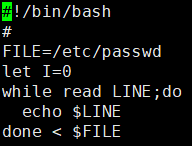 #!/bin/bash
#
FILE=/etc/passwd
let I=0
while read LINE;do
  echo $LINE
done < $FILE